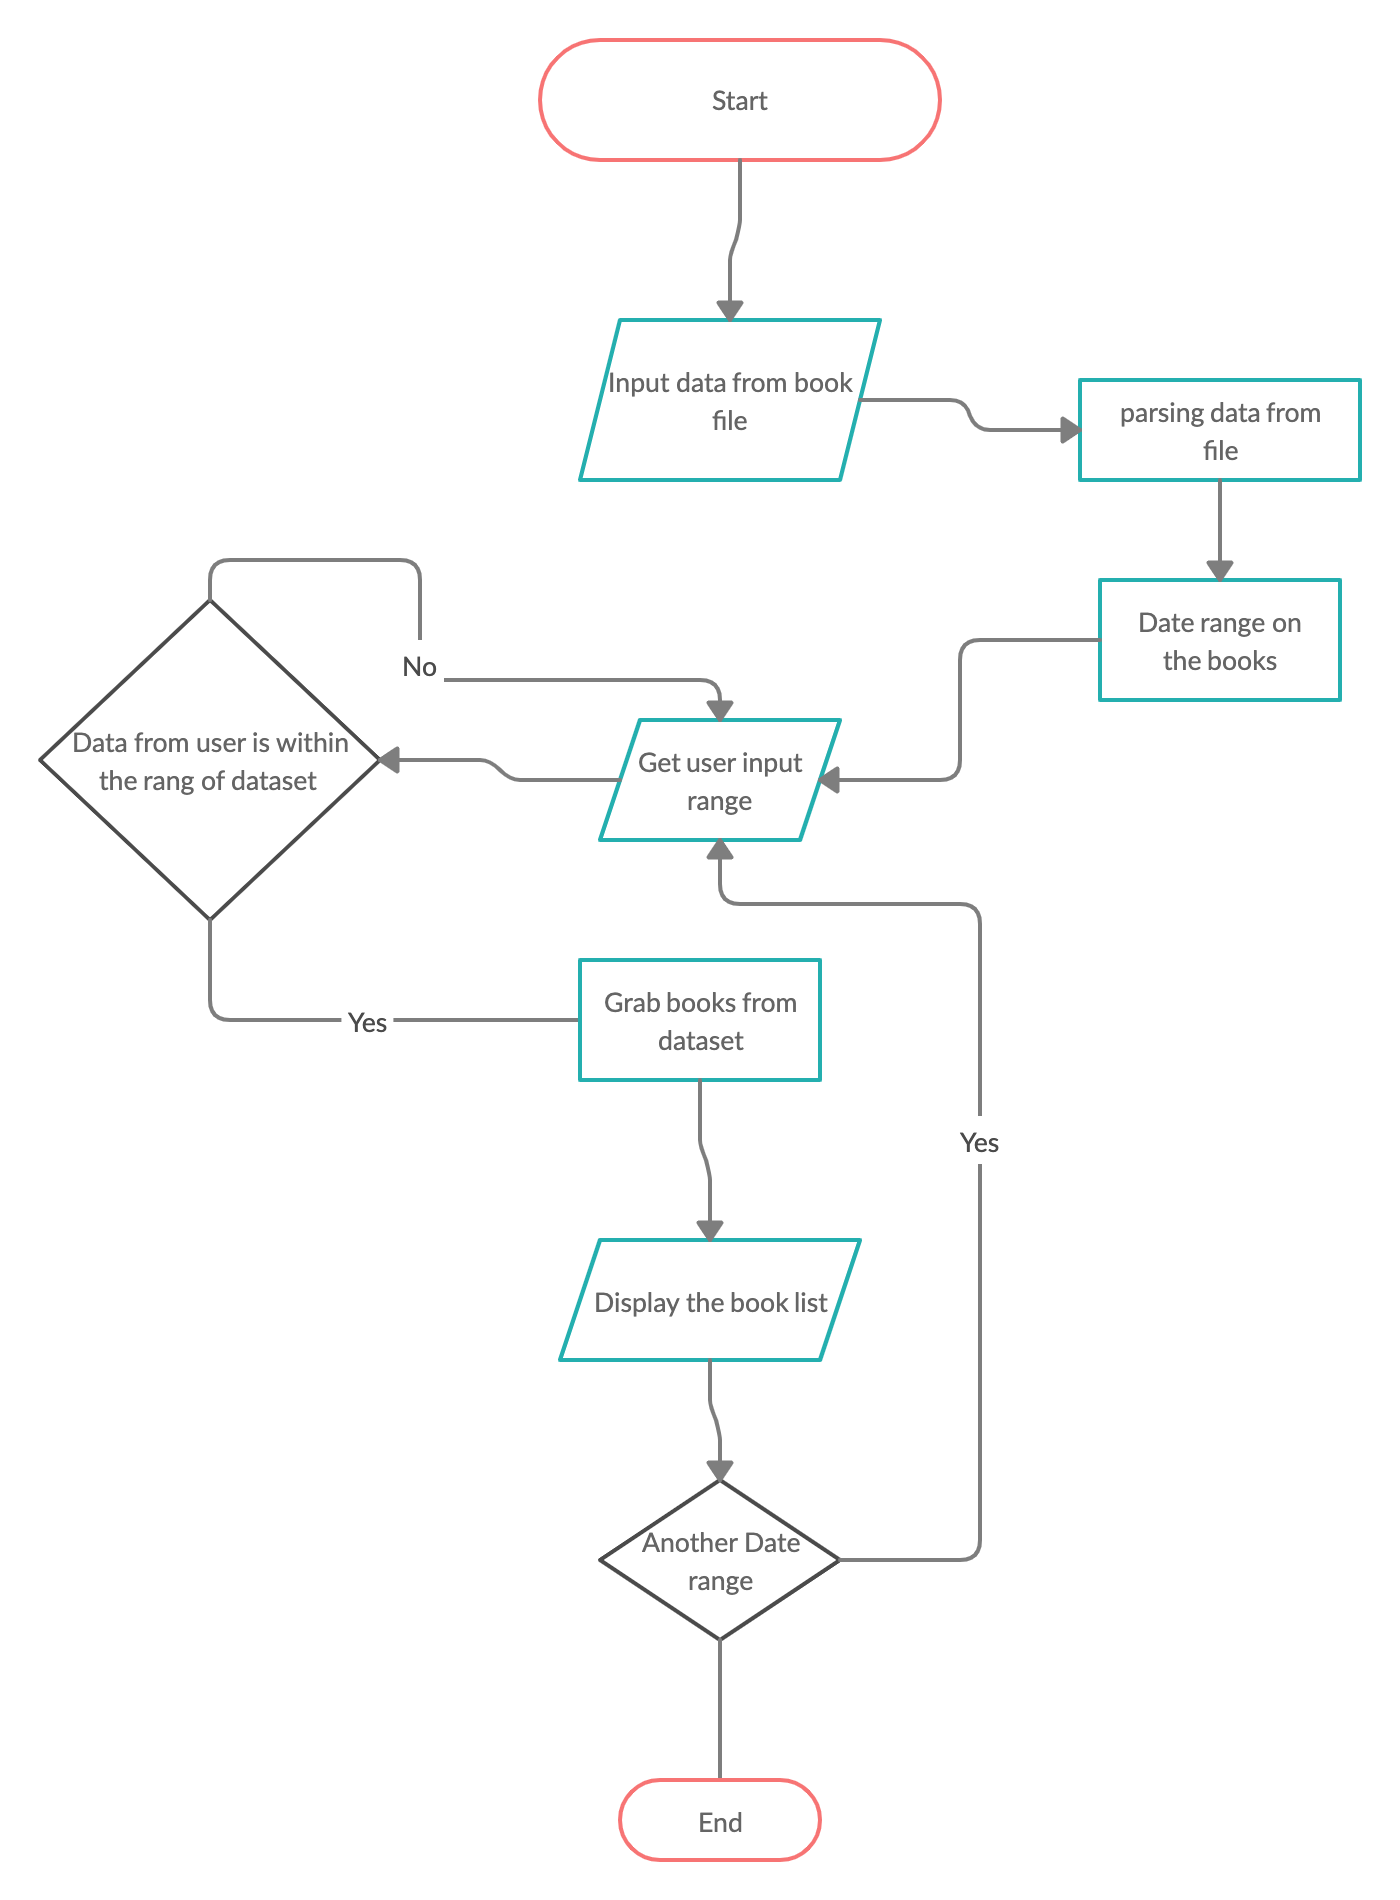 Start
Input data from book
file
parsing data from
file
Date range on
the books
No
Get user input
range
Data from user is within
the rang of dataset
Yes
Grab books from
dataset
Yes
Display the book list
Another Date
range
End